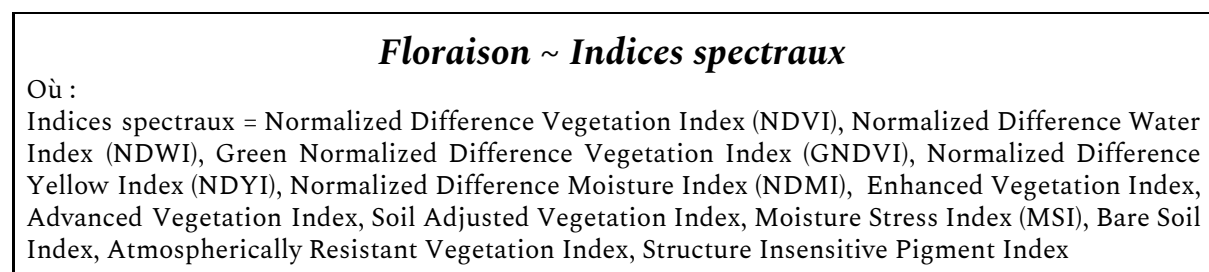 Floraison ~ Indices spectraux
Où :
Indices spectraux = Normalized Difference Vegetation Index (NDVI), Normalized Difference Water
Index (NDWI), Green Normalized Difference Vegetation Index (GNDVI), Normalized Difference
Yellow Index (NDYI), Normalized Difference Moisture Index (NDMI), Enhanced Vegetation Index,
Advanced Vegetation Index, Soil Adjusted Vegetation Index, Moisture Stress Index (MSI), Bare Soil
Index, Atmospherically Resistant Vegetation Index, Structure Insensitive Pigment Index